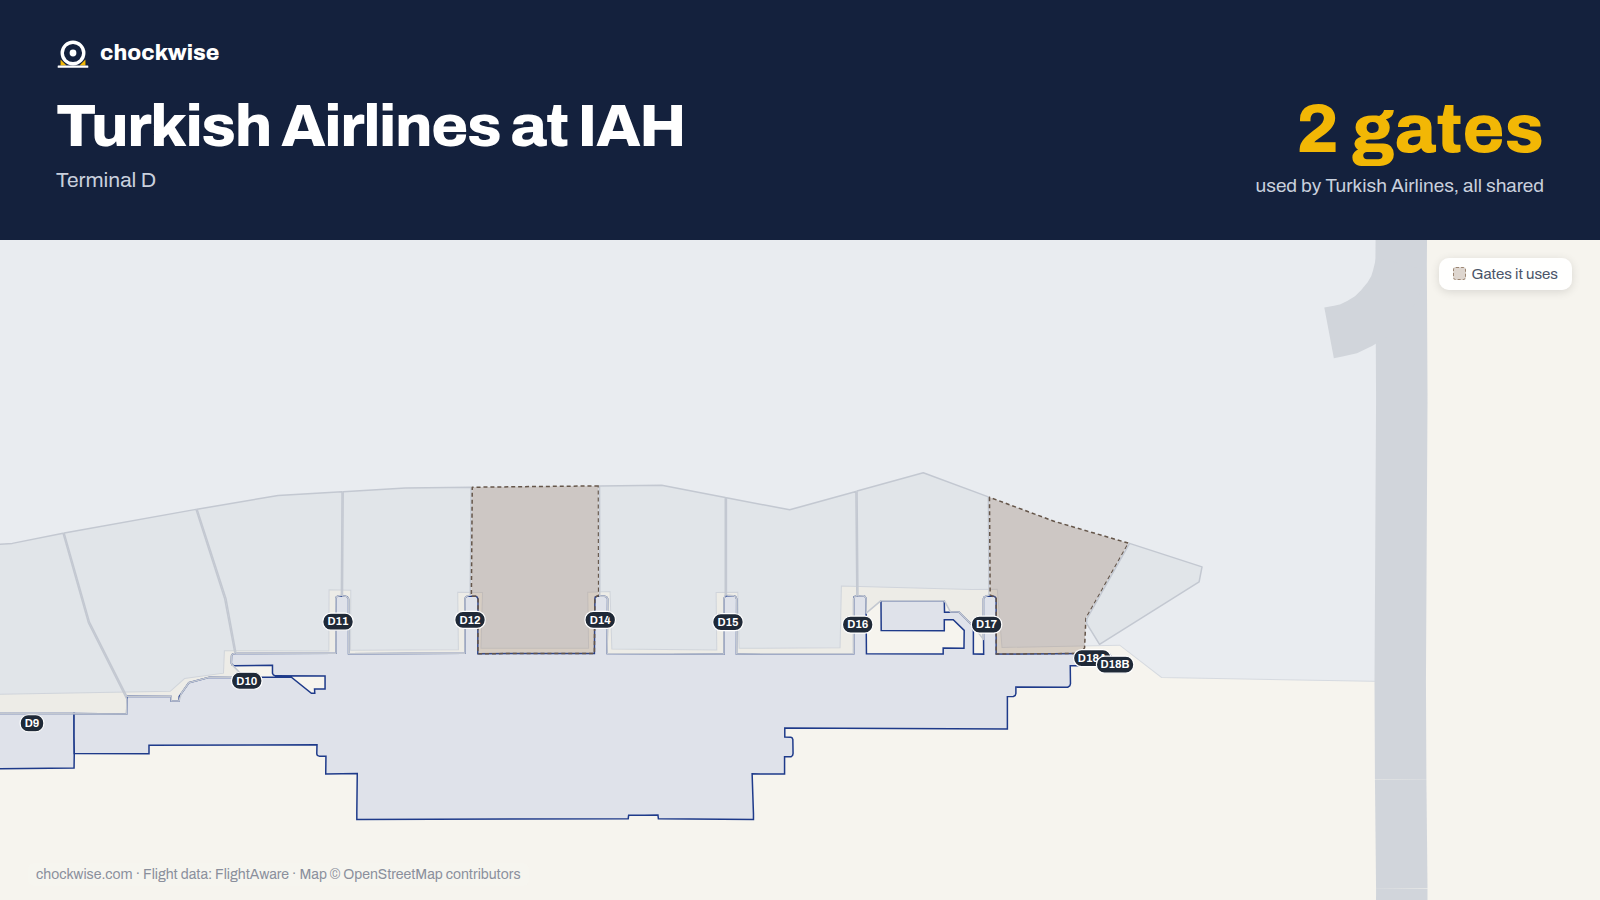 chockwise
Turkish Airlines at IAH
Terminal D
2 gates
used by Turkish Airlines, all shared
Gates it uses
D11
D12
D14
D15
D16
D17
D18A
D18B
D10
D9
chockwise.com · Flight data: FlightAware · Map © OpenStreetMap contributors